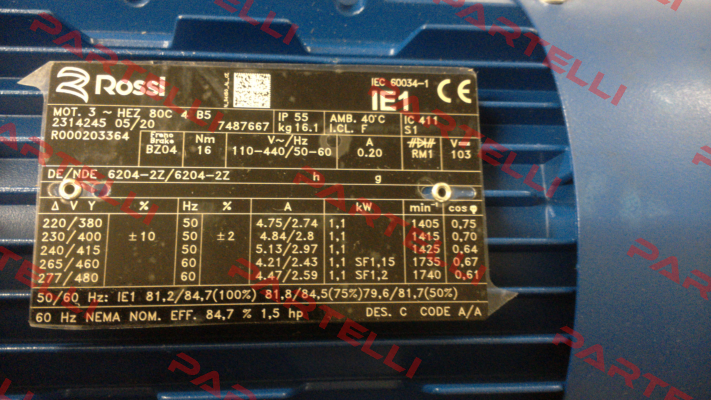 Rossi
IEC 60034-1
CE
IE1
MOT. 3 ~ HEZ 80C 4 B5
IP 55
AMB. 40°C
IC 411
2314245 05/20
7487667
kg 16.1
I.CL. F
S1
R000203364
Freno
Brake
BZ04
Nm
16
V~/Hz
110-440/50-60
A
0.20
RM1
V
103
DE/NDE 6204-2Z/6204-2Z h g
Δ V Y % Hz % A kW min⁻¹ cos φ
220/380 50 4.75/2.74 1,1 1405 0,75
230/400 ±10 50 ±2 4.84/2.8 1,1 1415 0,70
240/415 50 5.13/2.97 1,1 1425 0,64
265/460 60 4.21/2.43 1,1 SF1,15 1735 0,67
277/480 60 4.47/2.59 1,1 SF1,2 1740 0,61
50/60 Hz: IE1 81,2/84,7(100%) 81,8/84,5(75%)79,6/81,7(50%)
60 Hz NEMA NOM. EFF. 84,7 % 1,5 hp DES. C CODE A/A
PARTELLI
PARTELLI
PARTELLI
PARTELLI
PARTELLI